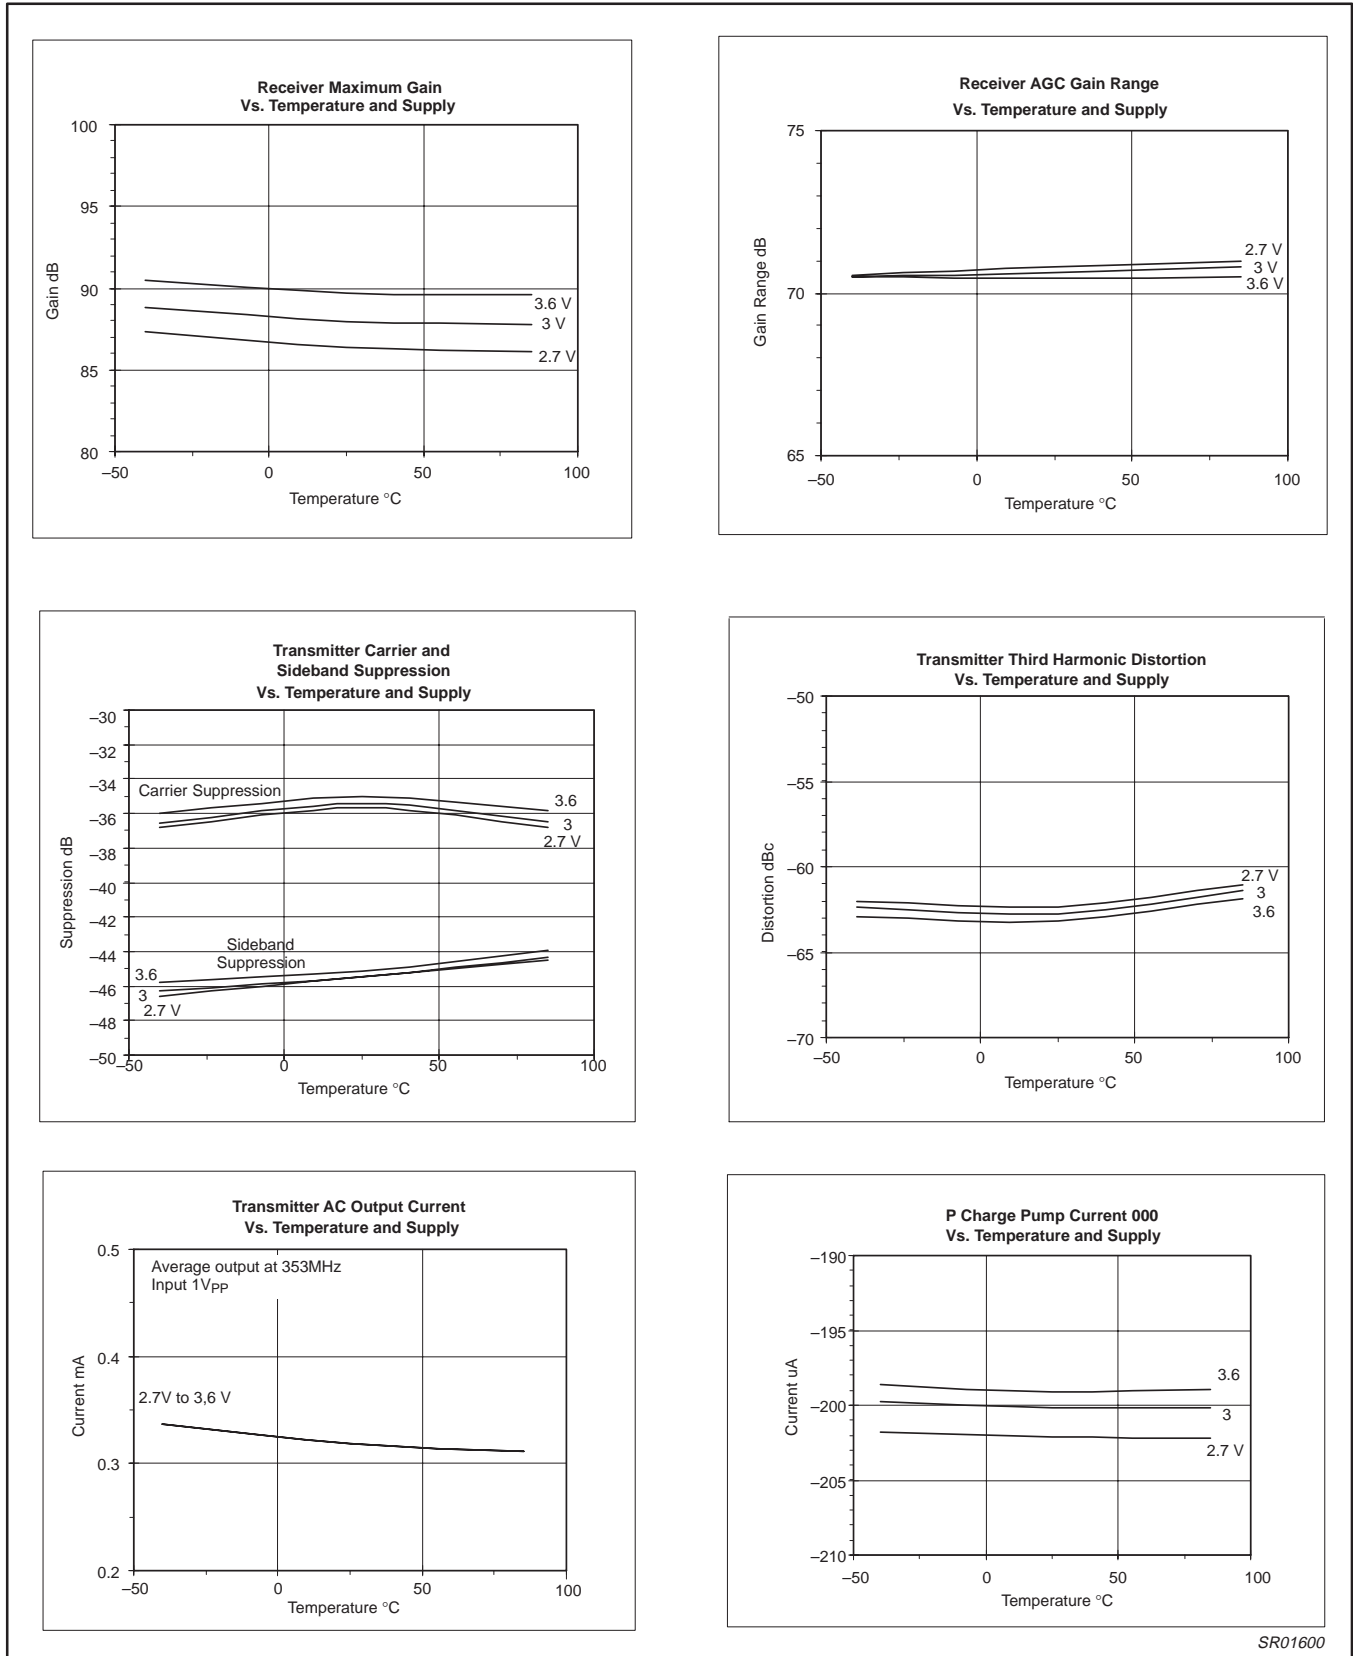 Receiver Maximum Gain
Vs. Temperature and Supply
100
95
90
85
80
Gain dB
3.6 V
3 V
2.7 V
–50
0
50
100
Temperature °C
Receiver AGC Gain Range
Vs. Temperature and Supply
75
70
65
Gain Range dB
2.7 V
3 V
3.6 V
–50
0
50
100
Temperature °C
Transmitter Carrier and
Sideband Suppression
Vs. Temperature and Supply
–30
–32
–34
–36
–38
–40
–42
–44
–46
–48
–50
Suppression dB
Carrier Suppression
3.6
3
2.7 V
Sideband
Suppression
3.6
3
2.7 V
–50
0
50
100
Temperature °C
Transmitter Third Harmonic Distortion
Vs. Temperature and Supply
–50
–55
–60
–65
–70
Distortion dBc
2.7 V
3
3.6
–50
0
50
100
Temperature °C
Transmitter AC Output Current
Vs. Temperature and Supply
0.5
0.4
0.3
0.2
Current mA
Average output at 353MHz
Input 1VPP
2.7V to 3,6 V
–50
0
50
100
Temperature °C
P Charge Pump Current 000
Vs. Temperature and Supply
–190
–195
–200
–205
–210
Current uA
3.6
3
2.7 V
–50
0
50
100
Temperature °C
SR01600